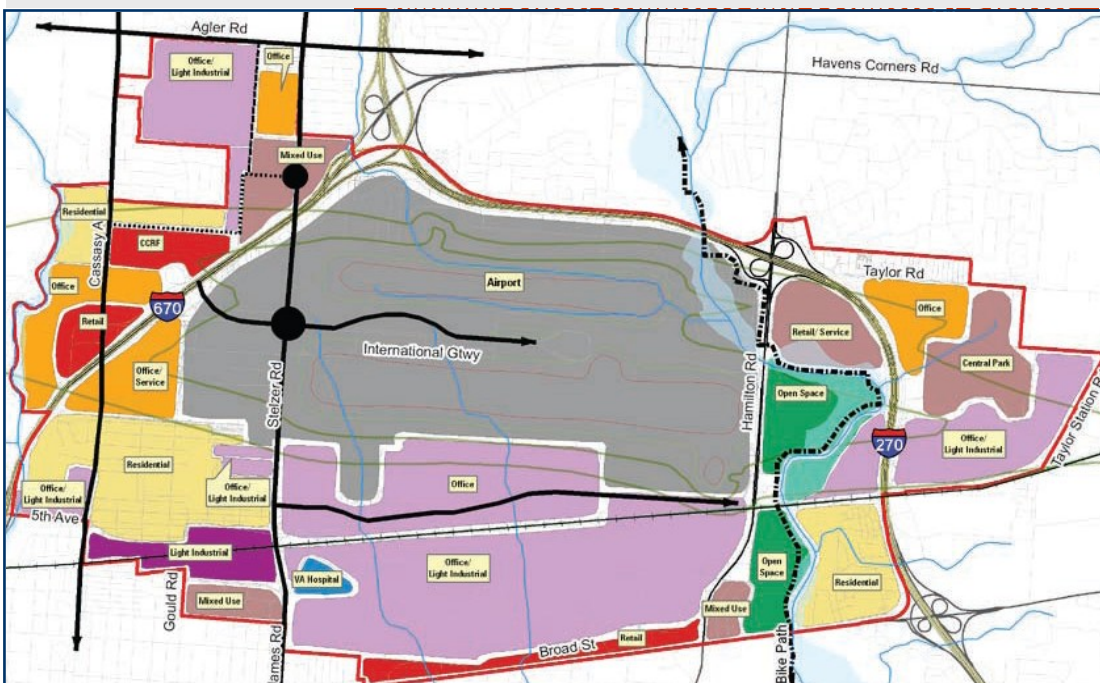 Agler Rd
Office/
Light Industrial
Office
Havens Corners Rd
Mixed Use
Residential
Cassasy A
CCRF
Airport
Taylor Rd
Office
Office
670
Retail
Retail/ Service
International Gtwy
Central Park
Office/
Service
Stelzer Rd
Hamilton Rd
Open Space
Taylor Station R
270
Office/
Light Industrial
Residential
Office/
Light Industrial
Office
Office/
Light Industrial
5th Ave
Light Industrial
VA Hospital
Office/
Light Industrial
Open
Space
Residential
Gould Rd
Mixed Use
James Rd
Mixed Use
Retail
Broad St
Bike Path